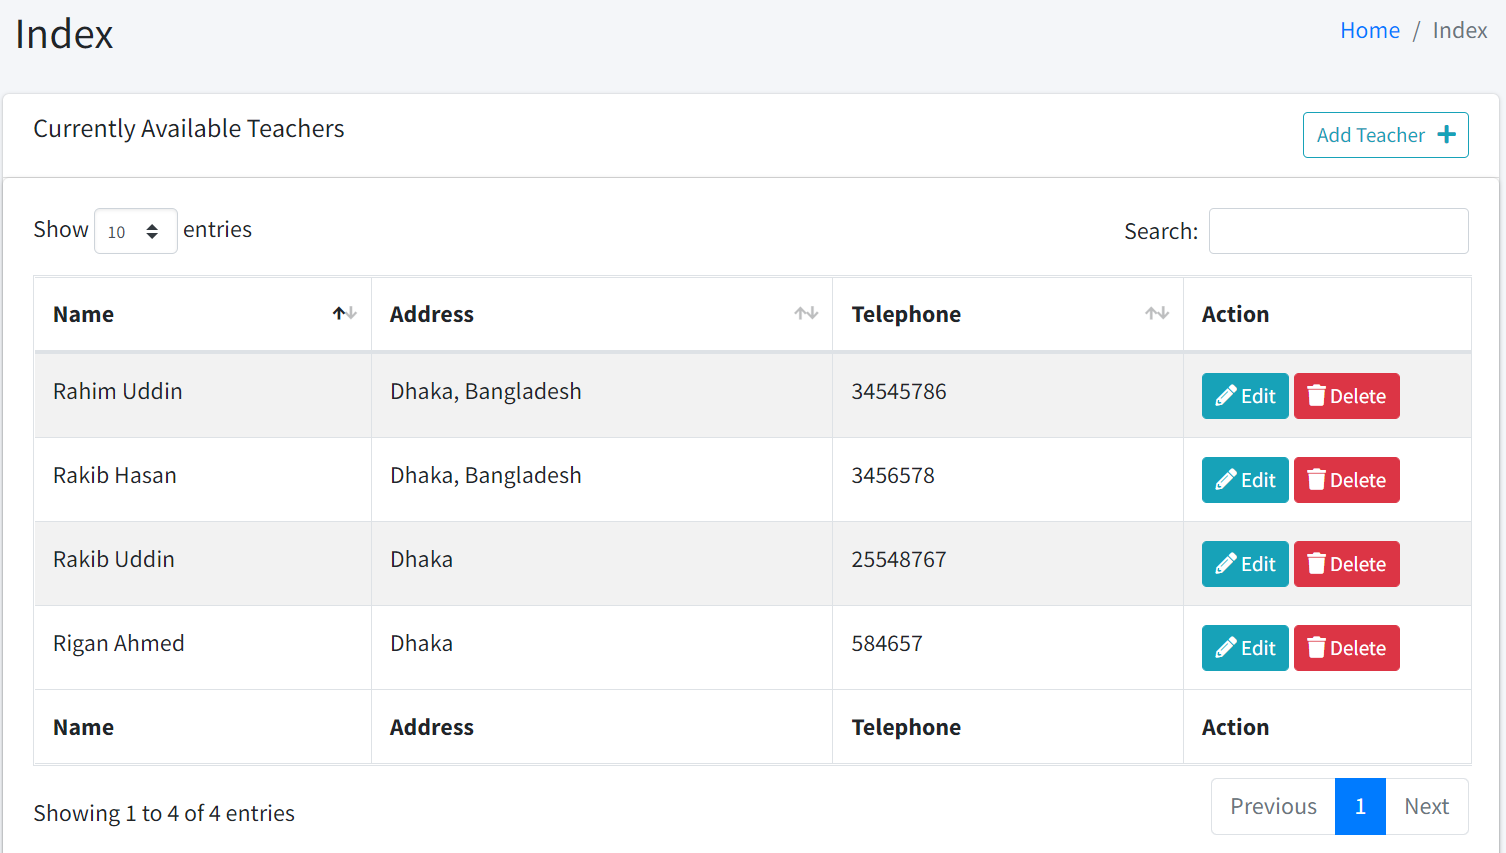 Index
Home / Index
Currently Available Teachers
Add Teacher
Show 10 entries
Search:
Name Address Telephone Action
Rahim Uddin Dhaka, Bangladesh 34545786 Edit Delete
Rakib Hasan Dhaka, Bangladesh 3456578 Edit Delete
Rakib Uddin Dhaka 25548767 Edit Delete
Rigan Ahmed Dhaka 584657 Edit Delete
Name Address Telephone Action
Showing 1 to 4 of 4 entries
Previous 1 Next